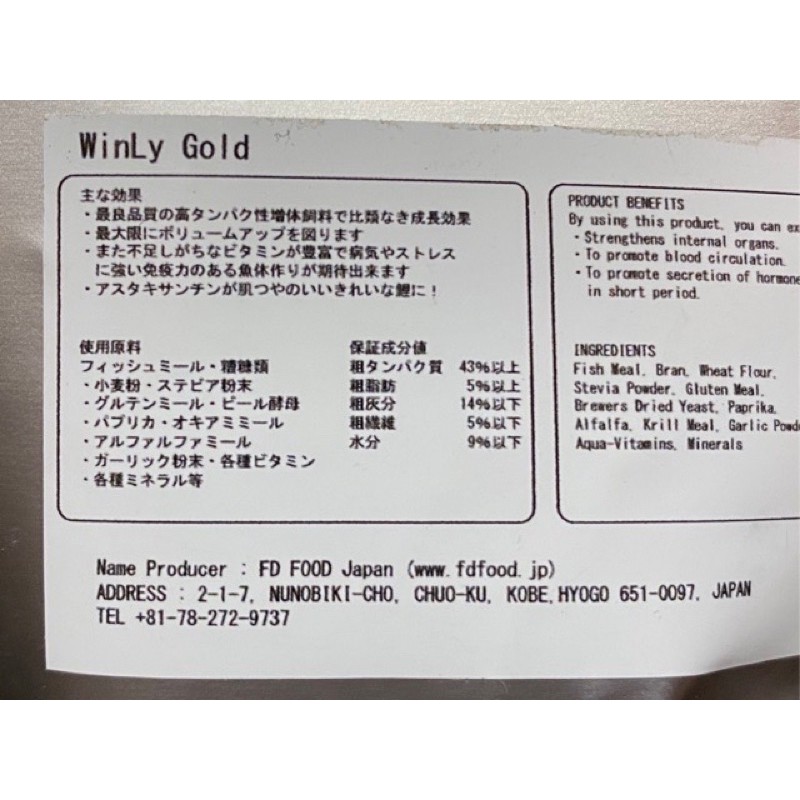 WinLy Gold
主な効果
・最良品質の高タンパク性増体飼料で比類なき成長効果
・最大限にボリュームアップを図ります
・また不足しがちなビタミンが豊富で病気やストレス
に強い免疫力のある魚体作りが期待出来ます
・アスタキサンチンが肌つやのいいきれいな鯉に！
使用原料
フィッシュミール・糟糠類
・小麦粉・ステビア粉末
・グルテンミール・ビール酵母
・パプリカ・オキアミミール
・アルファルファミール
・ガーリック粉末・各種ビタミン
・各種ミネラル等
保証成分値
粗タンパク質 43%以上
粗脂肪 5%以上
粗灰分 14%以下
粗繊維 5%以下
水分 9%以下
PRODUCT BENEFITS
By using this product, you can
・Strengthens internal organs.
・To promote blood circulation.
・To promote secretion of hormone
in short period.
INGREDIENTS
Fish Meal, Bran, Wheat Flour,
Stevia Powder, Gluten Meal,
Brewers Dried Yeast, Paprika,
Alfalfa, Krill Meal, Garlic
Aqua-Vitamins, Minerals
Name Producer : FD FOOD Japan (www.fdfood.jp)
ADDRESS : 2-1-7, NUNOBIKI-CHO, CHUO-KU, KOBE,HYOGO 651-0097, JAPAN
TEL +81-78-272-9737